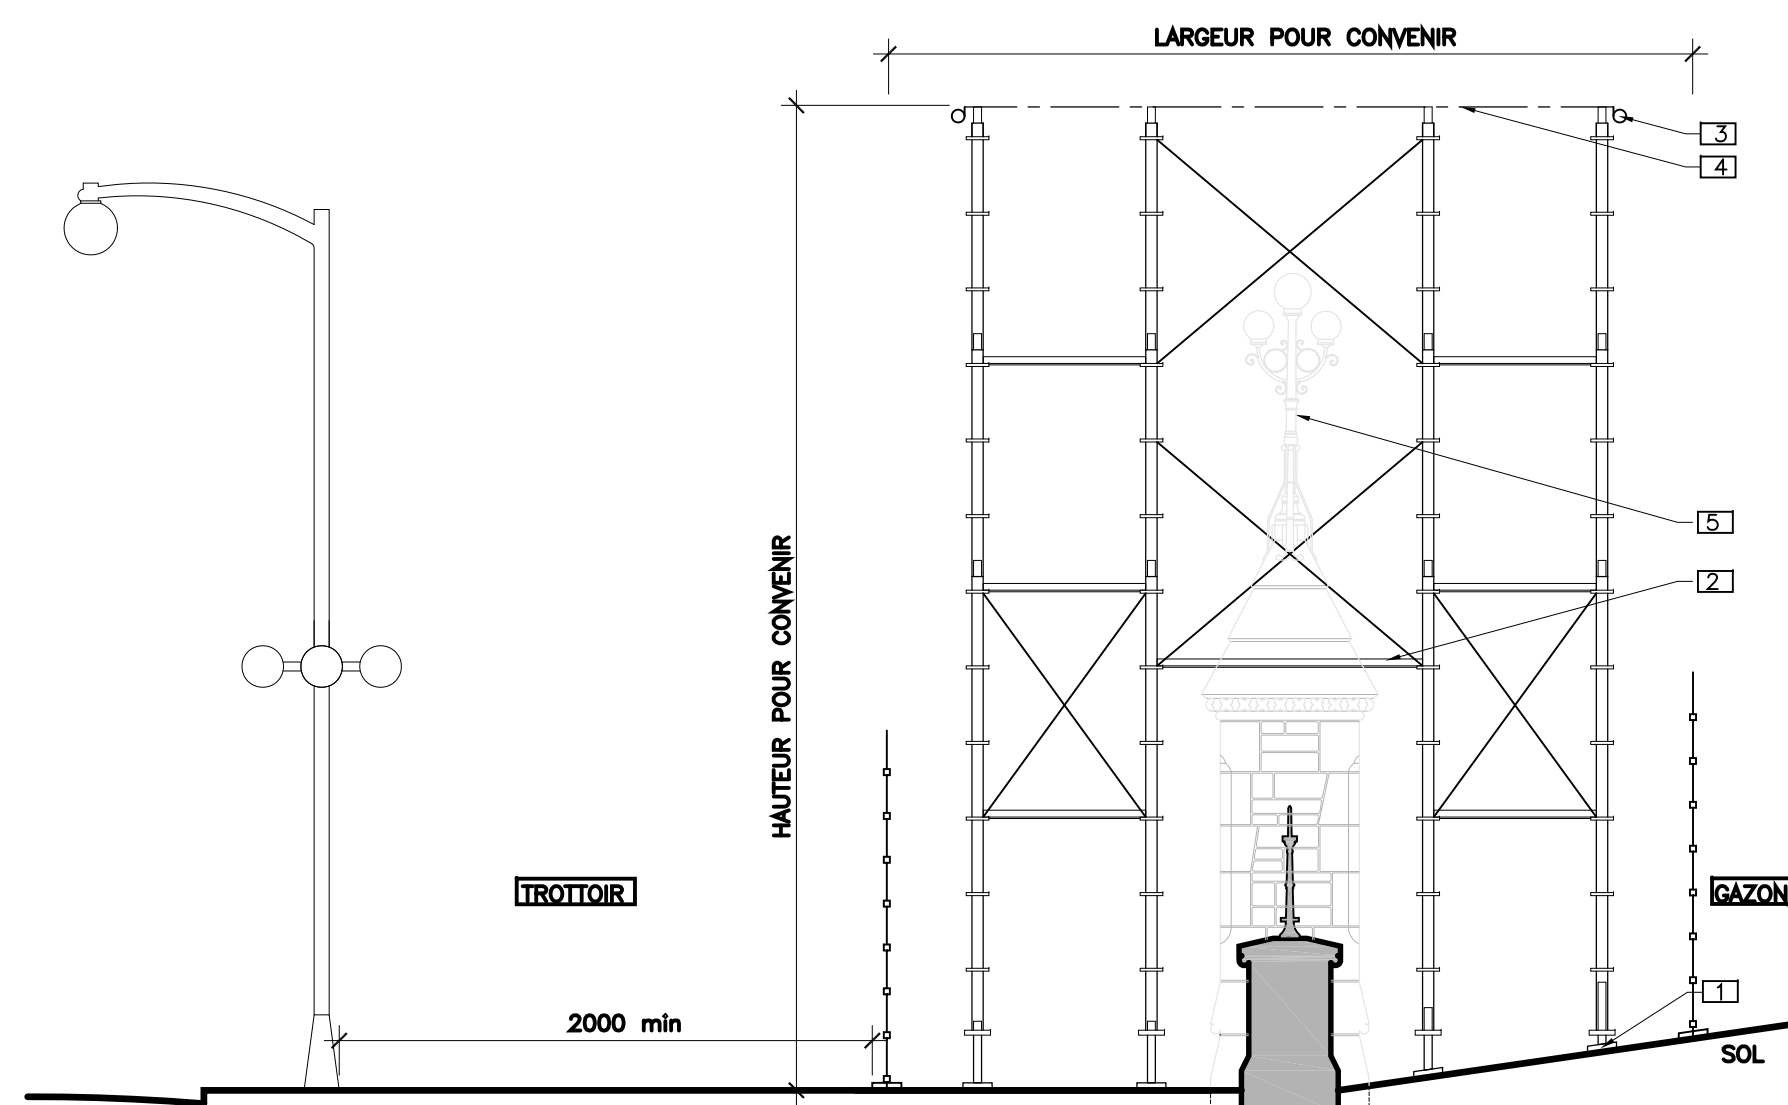 LARGEUR POUR CONVENIR
3
4
5
HAUTEUR POUR CONVENIR
2
TROTTOIR
GAZON
1
2000 min
SOL